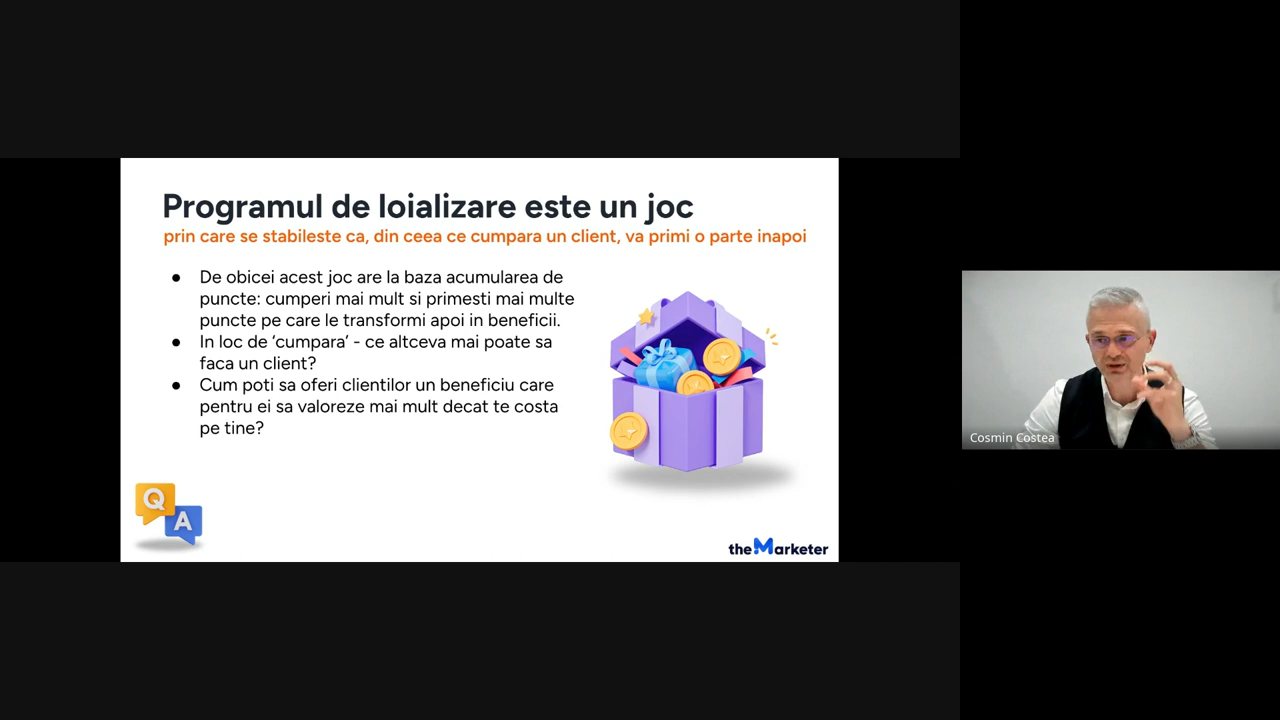 Programul de loializare este un joc
prin care se stabileste ca, din ceea ce cumpara un client, va primi o parte inapoi
● De obicei acest joc are la baza acumularea de
puncte: cumperi mai mult si primesti mai multe
puncte pe care le transformi apoi in beneficii.
● In loc de ‘cumpara’ - ce altceva mai poate sa
faca un client?
● Cum poti sa oferi clientilor un beneficiu care
pentru ei sa valoreze mai mult decat te costa
pe tine?
Q
A
theMarketer
Cosmin Costea